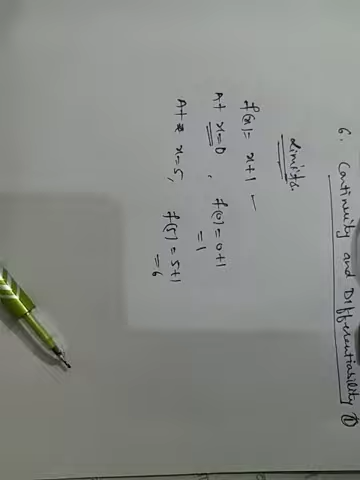 6. Continuity and Differentiability ①
Limits.
f(x) = x+1 –
At x=0, f(0) = 0+1
= 1
At x=5, f(5) = 5+1
= 6